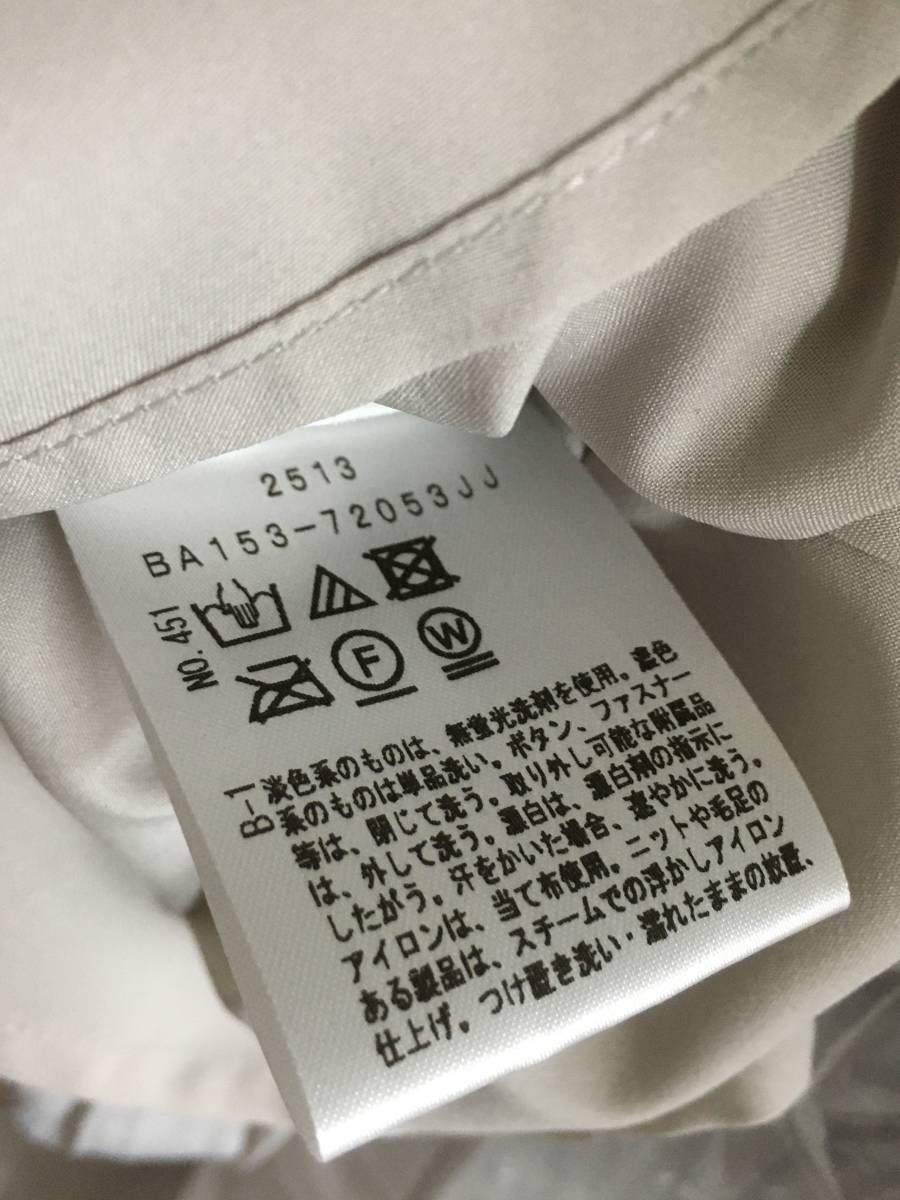 2513
BA153-72053JJ
NO. 451
F
W
B-1
淡色系のものは、無蛍光洗剤を使用。濃色
系のものは単品洗い。ボタン、ファスナー
等は、閉じて洗う。取り外し可能な附属品
は、外して洗う。漂白は、漂白剤の指示に
したがう。汗をかいた場合、速やかに洗う。
アイロンは、当て布使用。ニットや毛足の
ある製品は、スチームでの浮かしアイロン
仕上げ。つけ置き洗い・濡れたままの放置、